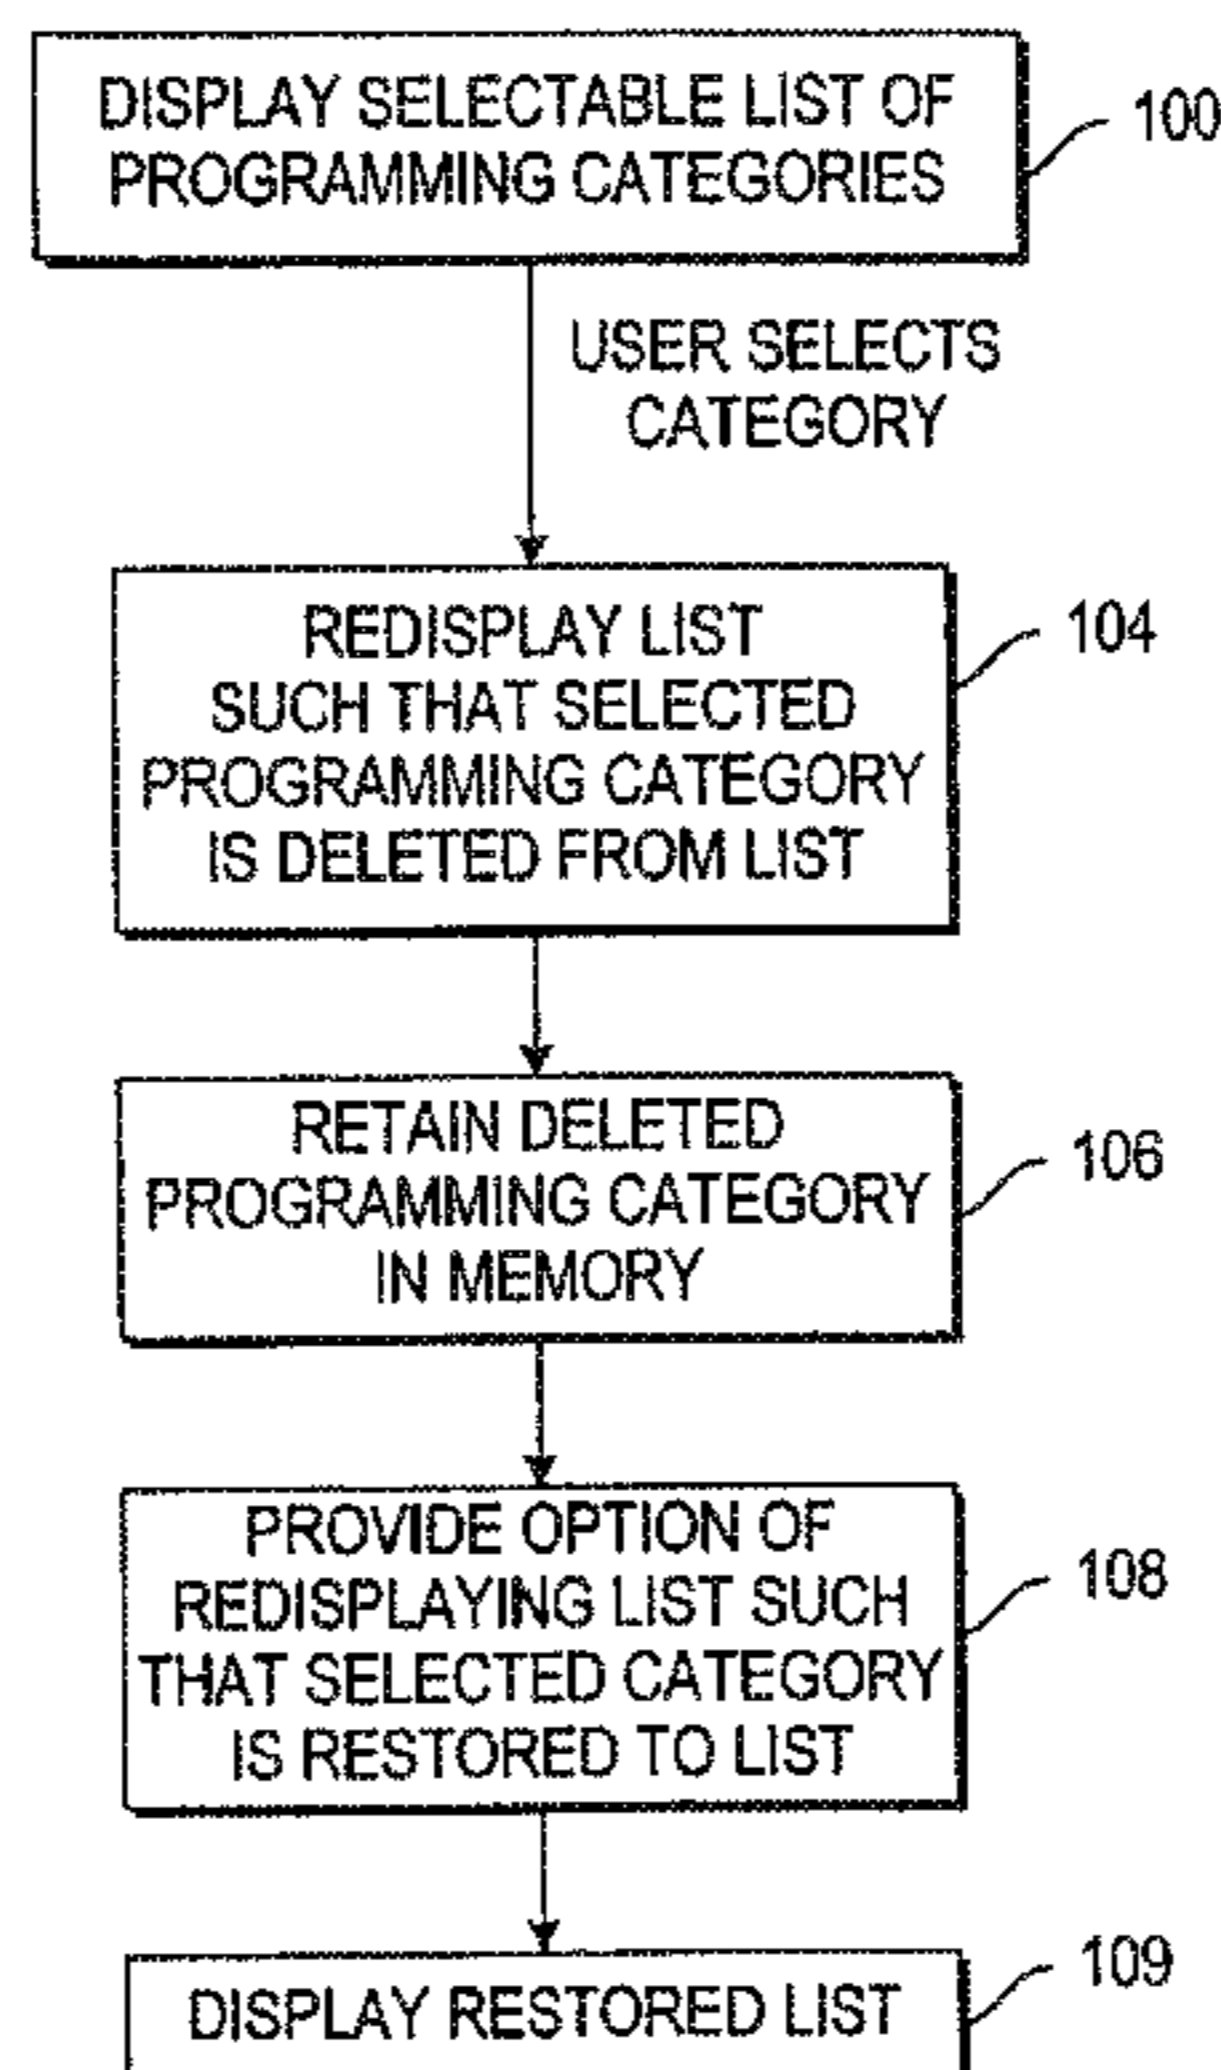 DISPLAY SELECTABLE LIST OF
PROGRAMMING CATEGORIES
100
USER SELECTS
CATEGORY
REDISPLAY LIST
SUCH THAT SELECTED
PROGRAMMING CATEGORY
IS DELETED FROM LIST
104
RETAIN DELETED
PROGRAMMING CATEGORY
IN MEMORY
106
PROVIDE OPTION OF
REDISPLAYING LIST SUCH
THAT SELECTED CATEGORY
IS RESTORED TO LIST
108
DISPLAY RESTORED LIST
109